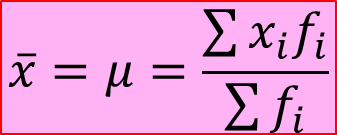 x̄ = μ = ∑ xᵢfᵢ / ∑ fᵢ